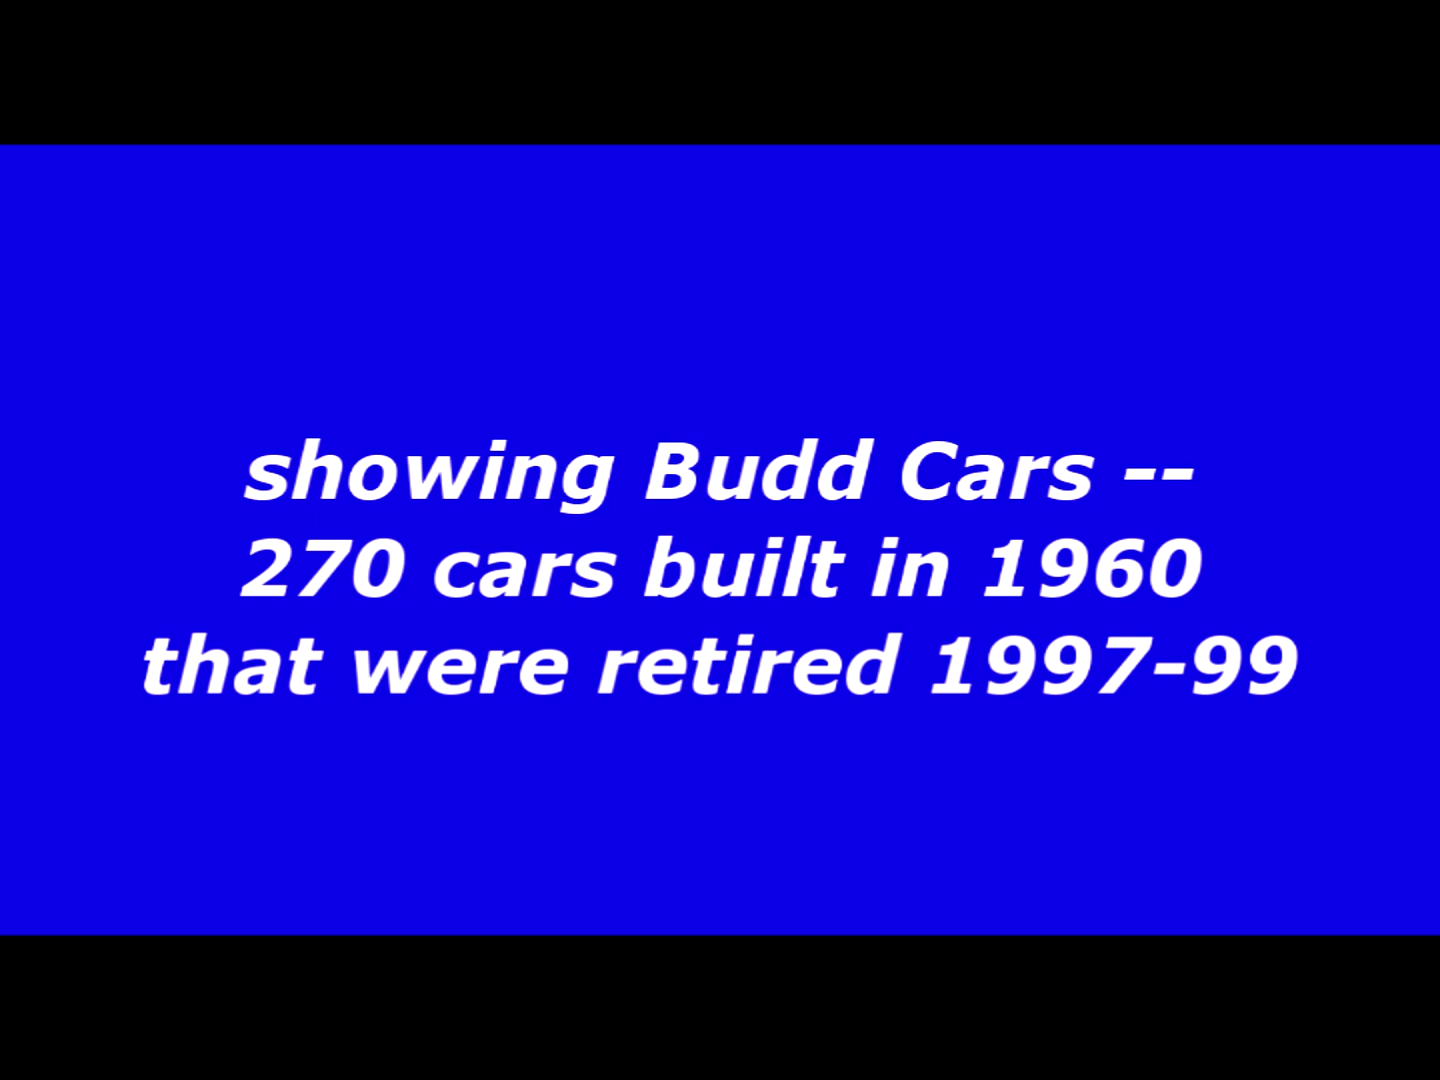 showing Budd Cars --
270 cars built in 1960
that were retired 1997-99